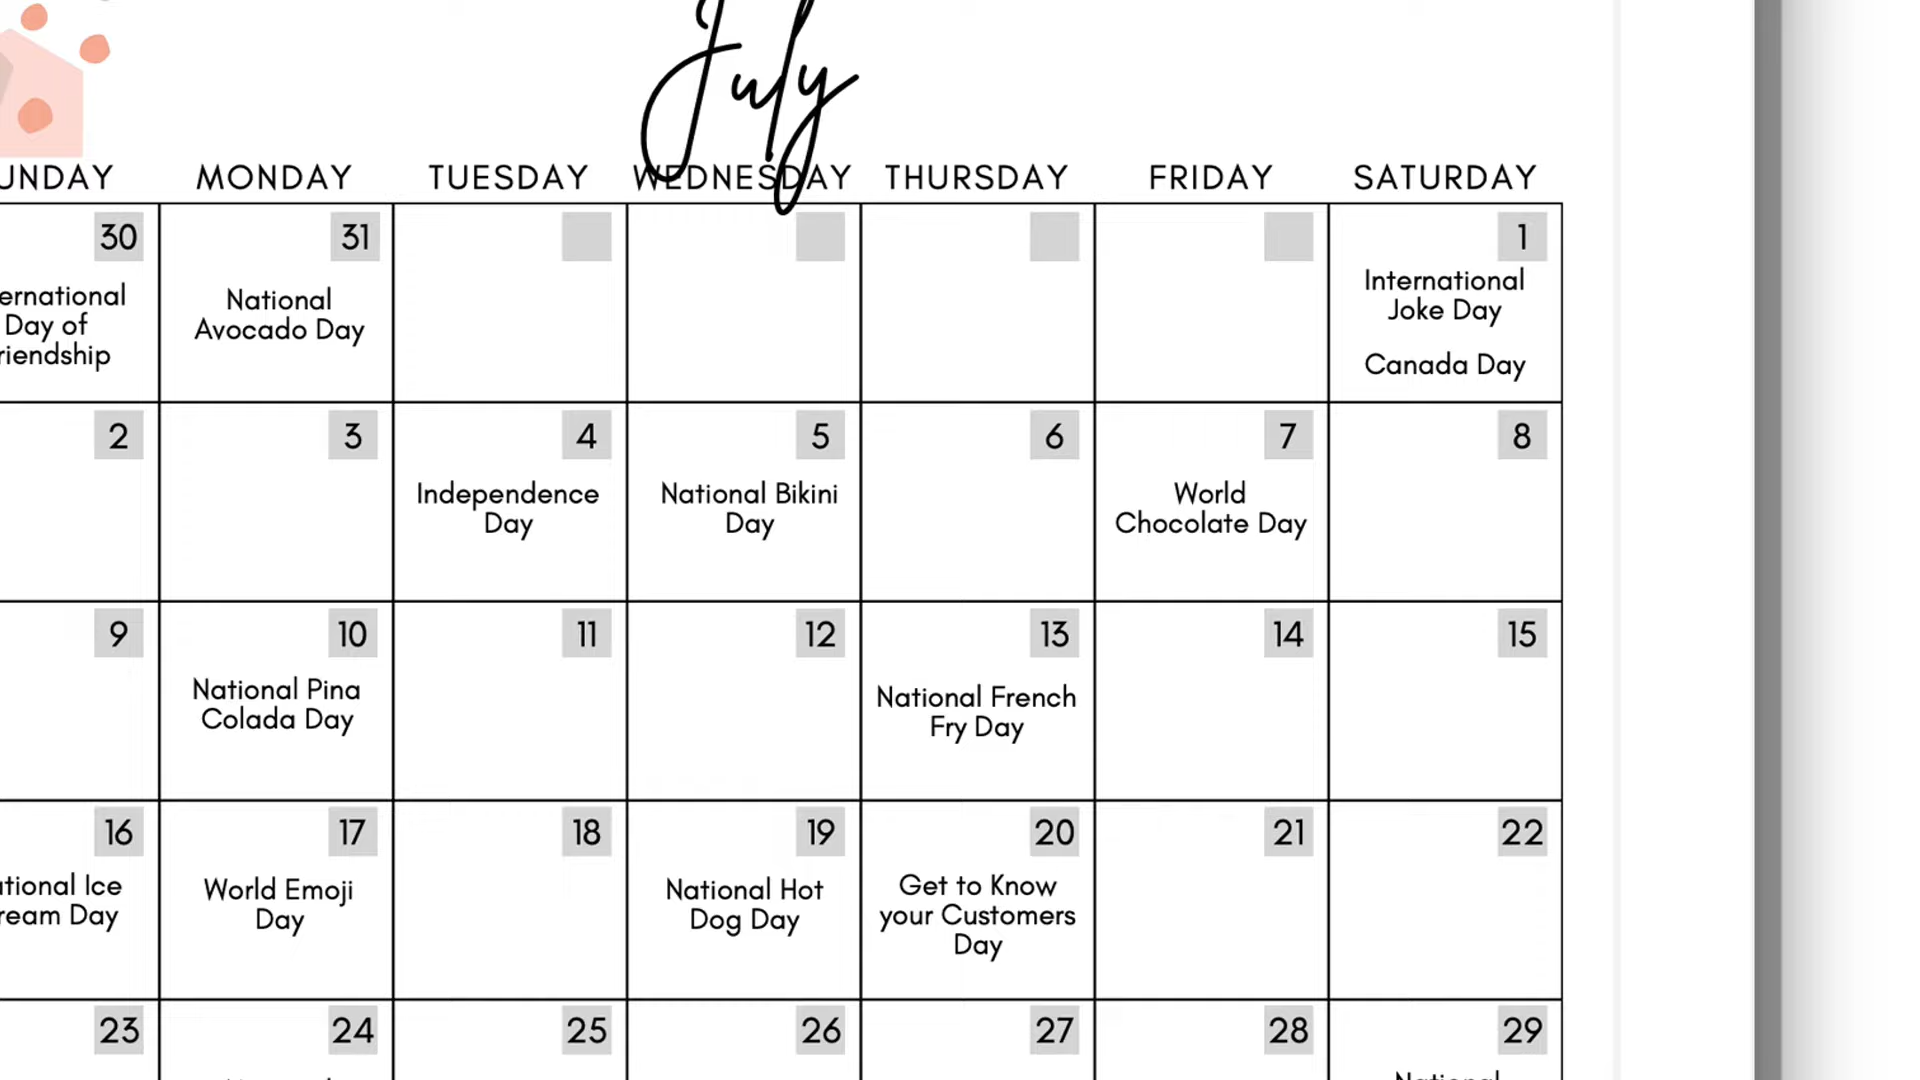 July
UNDAY MONDAY TUESDAY WEDNESDAY THURSDAY FRIDAY SATURDAY
30 31 1
ernational
Day of
riendship
National
Avocado Day
International
Joke Day
Canada Day
2 3 4 5 6 7 8
Independence
Day
National Bikini
Day
World
Chocolate Day
9 10 11 12 13 14 15
National Pina
Colada Day
National French
Fry Day
16 17 18 19 20 21 22
ational Ice
ream Day
World Emoji
Day
National Hot
Dog Day
Get to Know
your Customers
Day
23 24 25 26 27 28 29
National